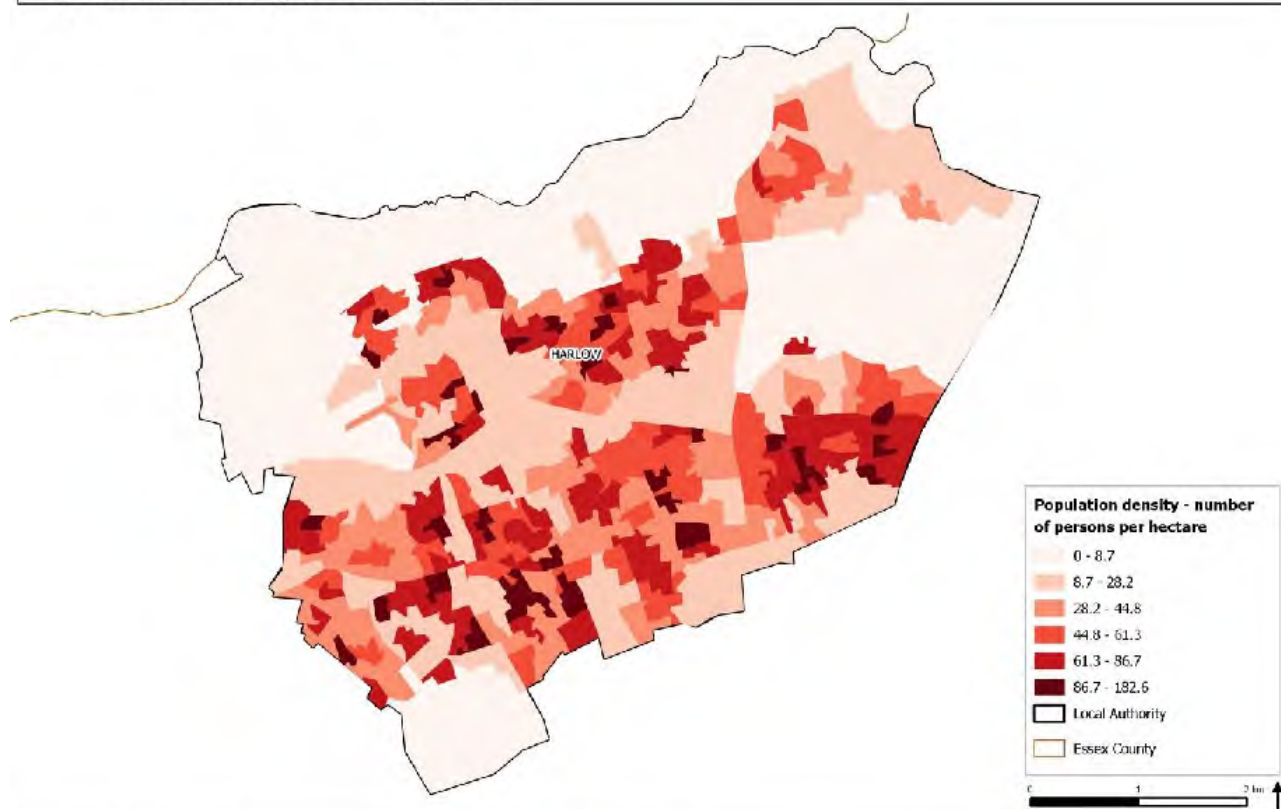 HARLOW
Population density - number
of persons per hectare
0 - 8.7
8.7 - 28.2
28.2 - 44.8
44.8 - 61.3
61.3 - 86.7
86.7 - 182.6
Local Authority
Essex County
0 1 2 km